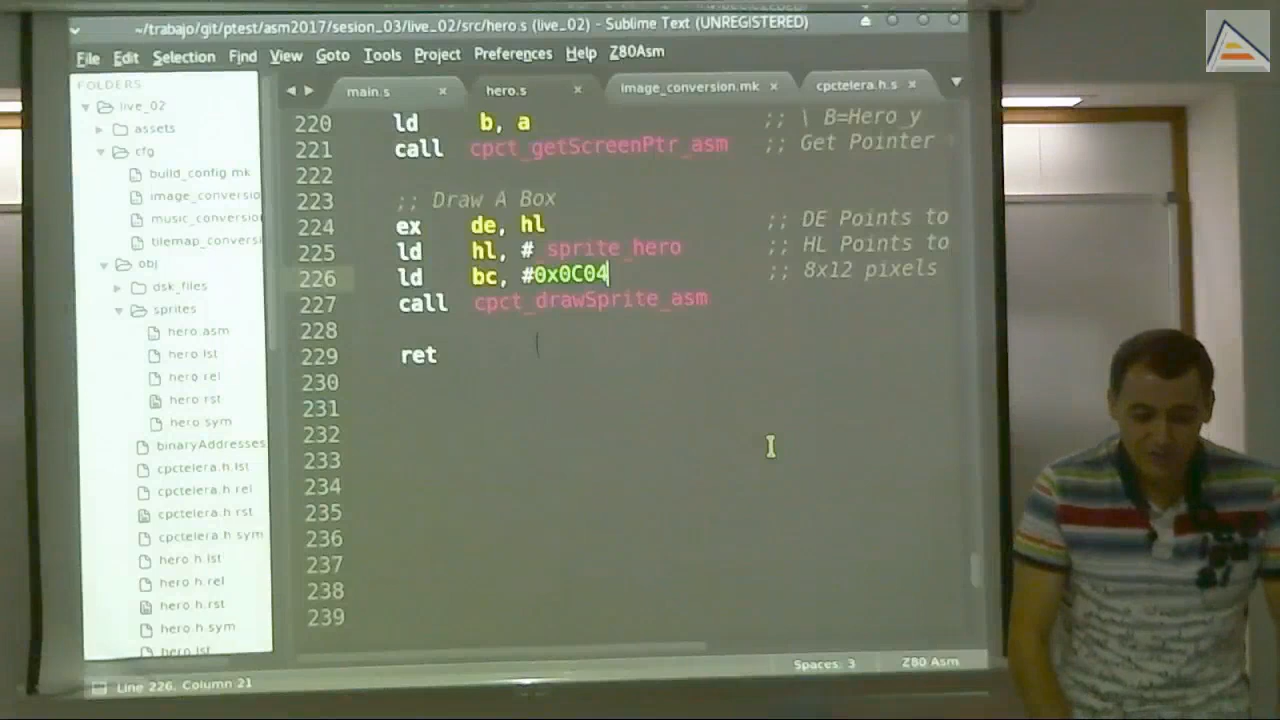 ~/trabajo/git/ptest/asm2017/sesion_03/live_02/src/hero.s (live_02) - Sublime Text (UNREGISTERED)
File Edit Selection Find View Goto Tools Project Preferences Help Z80Asm
FOLDERS
live_02
assets
cfg
build_config.mk
image_conversio
music_conversio
tilemap_conversi
obj
dsk_files
sprites
hero.asm
hero.lst
hero.rel
hero.rst
hero.sym
binaryAddresses
cpctelera.h.lst
cpctelera.h.rel
cpctelera.h.rst
cpctelera.h.sym
hero.h.lst
hero.h.rel
hero.h.rst
hero.h.sym
hero.lst
main.s hero.s image_conversion.mk cpctelera.h.s
220 ld b, a ;; \ B=Hero_y
221 call cpct_getScreenPtr_asm ;; Get Pointer
222
223 ;; Draw A Box
224 ex de, hl ;; DE Points to
225 ld hl, #_sprite_hero ;; HL Points to
226 ld bc, #0x0C04 ;; 8x12 pixels
227 call cpct_drawSprite_asm
228
229 ret
230
231
232
233
234
235
236
237
238
239
Line 226, Column 21 Spaces: 3 Z80 Asm